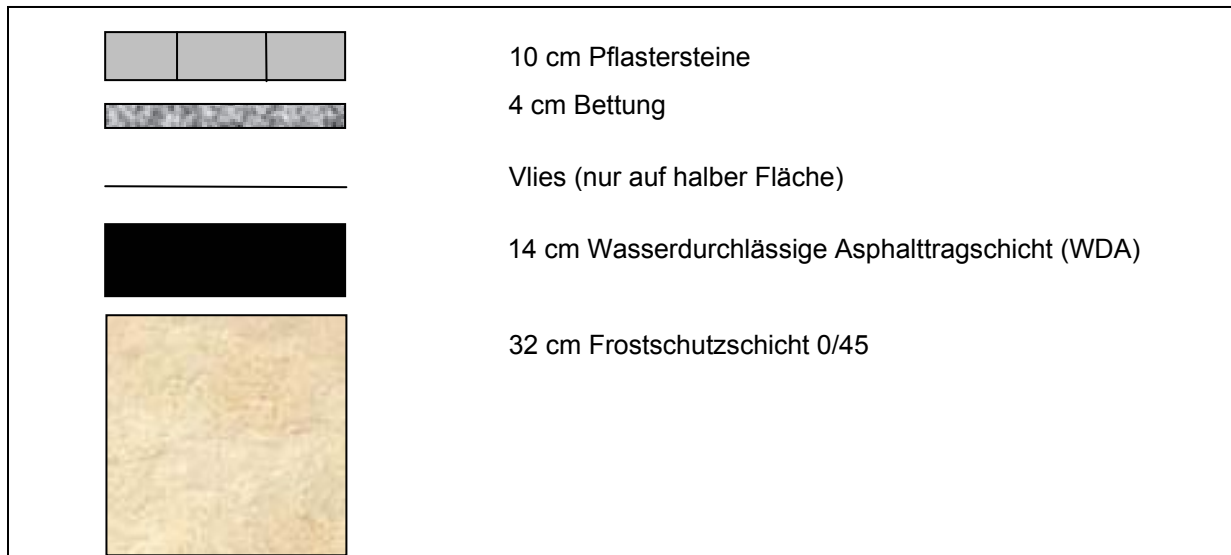 10 cm Pflastersteine
4 cm Bettung
Vlies (nur auf halber Fläche)
14 cm Wasserdurchlässige Asphalttragschicht (WDA)
32 cm Frostschutzschicht 0/45